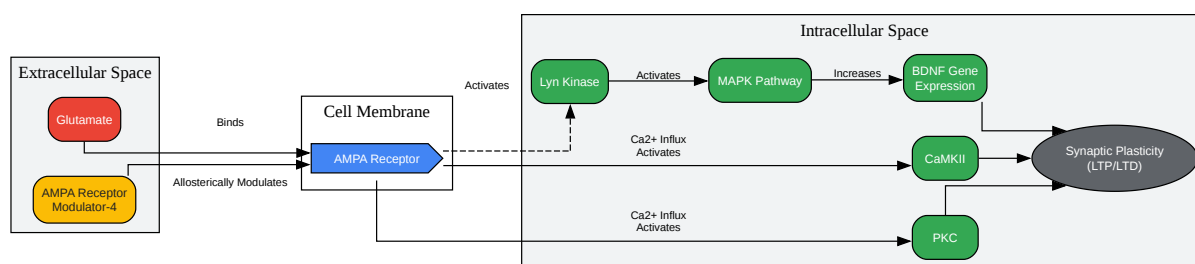 Intracellular Space
Extracellular Space
Cell Membrane
Glutamate
AMPA Receptor
Modulator-4
Binds
Allosterically Modulates
AMPA Receptor
Activates
Lyn Kinase
Activates
MAPK Pathway
Increases
BDNF Gene
Expression
Ca2+ Influx
Activates
CaMKII
Ca2+ Influx
Activates
PKC
Synaptic Plasticity
(LTP/LTD)